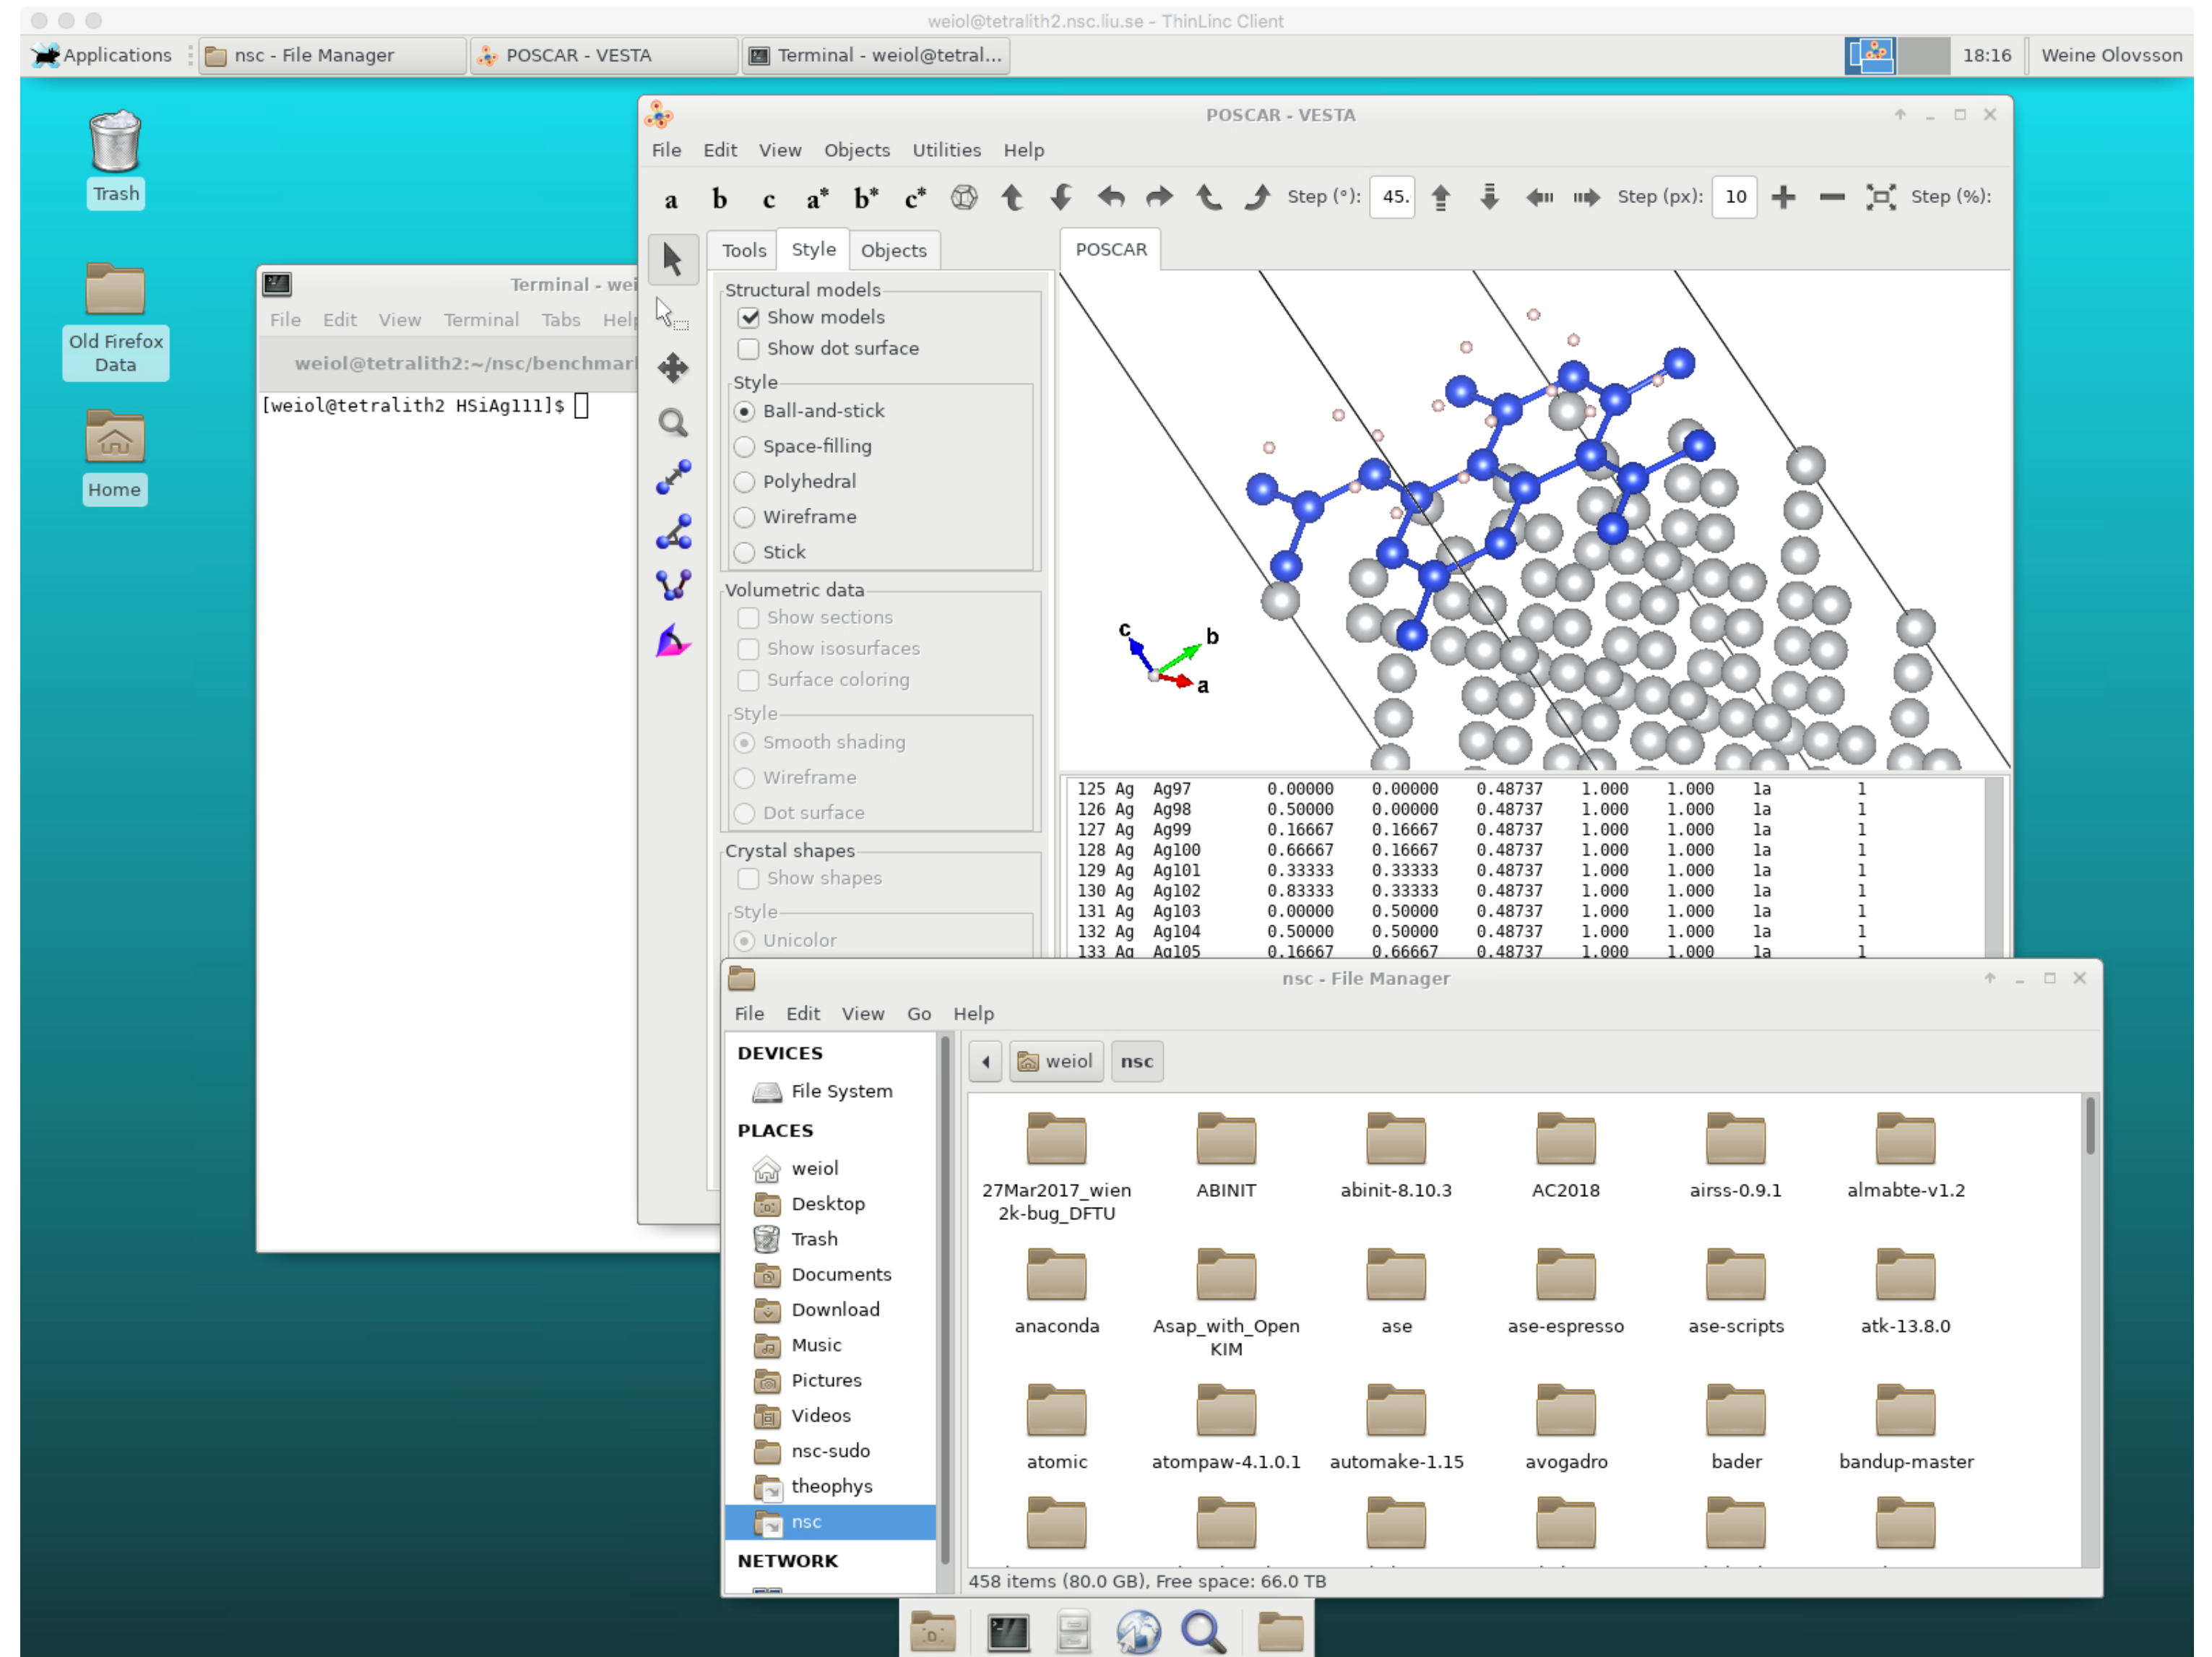 weiol@tetralith2.nsc.liu.se - ThinLinc Client
Applications nsc - File Manager POSCAR - VESTA Terminal - weiol@tetral... 18:16 Weine Olovsson
Trash
Old Firefox
Data
Home
Terminal - wei
File Edit View Terminal Tabs Help
weiol@tetralith2:~/nsc/benchmar
[weiol@tetralith2 HSiAg111]$
POSCAR - VESTA
File Edit View Objects Utilities Help
a b c a* b* c* Step (°): 45. Step (px): 10 Step (%):
Tools Style Objects
POSCAR
Structural models
Show models
Show dot surface
Style
Ball-and-stick
Space-filling
Polyhedral
Wireframe
Stick
Volumetric data
Show sections
Show isosurfaces
Surface coloring
Style
Smooth shading
Wireframe
Dot surface
Crystal shapes
Show shapes
Style
Unicolor
c
b
a
125 Ag Ag97 0.00000 0.00000 0.48737 1.000 1.000 1a 1
126 Ag Ag98 0.50000 0.00000 0.48737 1.000 1.000 1a 1
127 Ag Ag99 0.16667 0.16667 0.48737 1.000 1.000 1a 1
128 Ag Ag100 0.66667 0.16667 0.48737 1.000 1.000 1a 1
129 Ag Ag101 0.33333 0.33333 0.48737 1.000 1.000 1a 1
130 Ag Ag102 0.83333 0.33333 0.48737 1.000 1.000 1a 1
131 Ag Ag103 0.00000 0.50000 0.48737 1.000 1.000 1a 1
132 Ag Ag104 0.50000 0.50000 0.48737 1.000 1.000 1a 1
133 Ag Ag105 0.16667 0.66667 0.48737 1.000 1.000 1a 1
nsc - File Manager
File Edit View Go Help
DEVICES
File System
PLACES
weiol
Desktop
Trash
Documents
Download
Music
Pictures
Videos
nsc-sudo
theophys
nsc
NETWORK
weiol nsc
27Mar2017_wien
2k-bug_DFTU
ABINIT
abinit-8.10.3
AC2018
airss-0.9.1
almabte-v1.2
anaconda
Asap_with_Open
KIM
ase
ase-espresso
ase-scripts
atk-13.8.0
atomic
atompaw-4.1.0.1
automake-1.15
avogadro
bader
bandup-master
458 items (80.0 GB), Free space: 66.0 TB